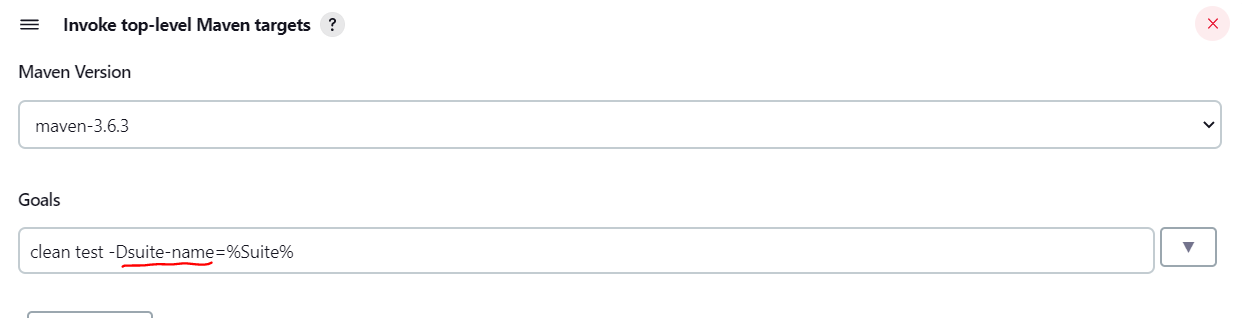 Invoke top-level Maven targets ?
Maven Version
maven-3.6.3
Goals
clean test -Dsuite-name=%Suite%